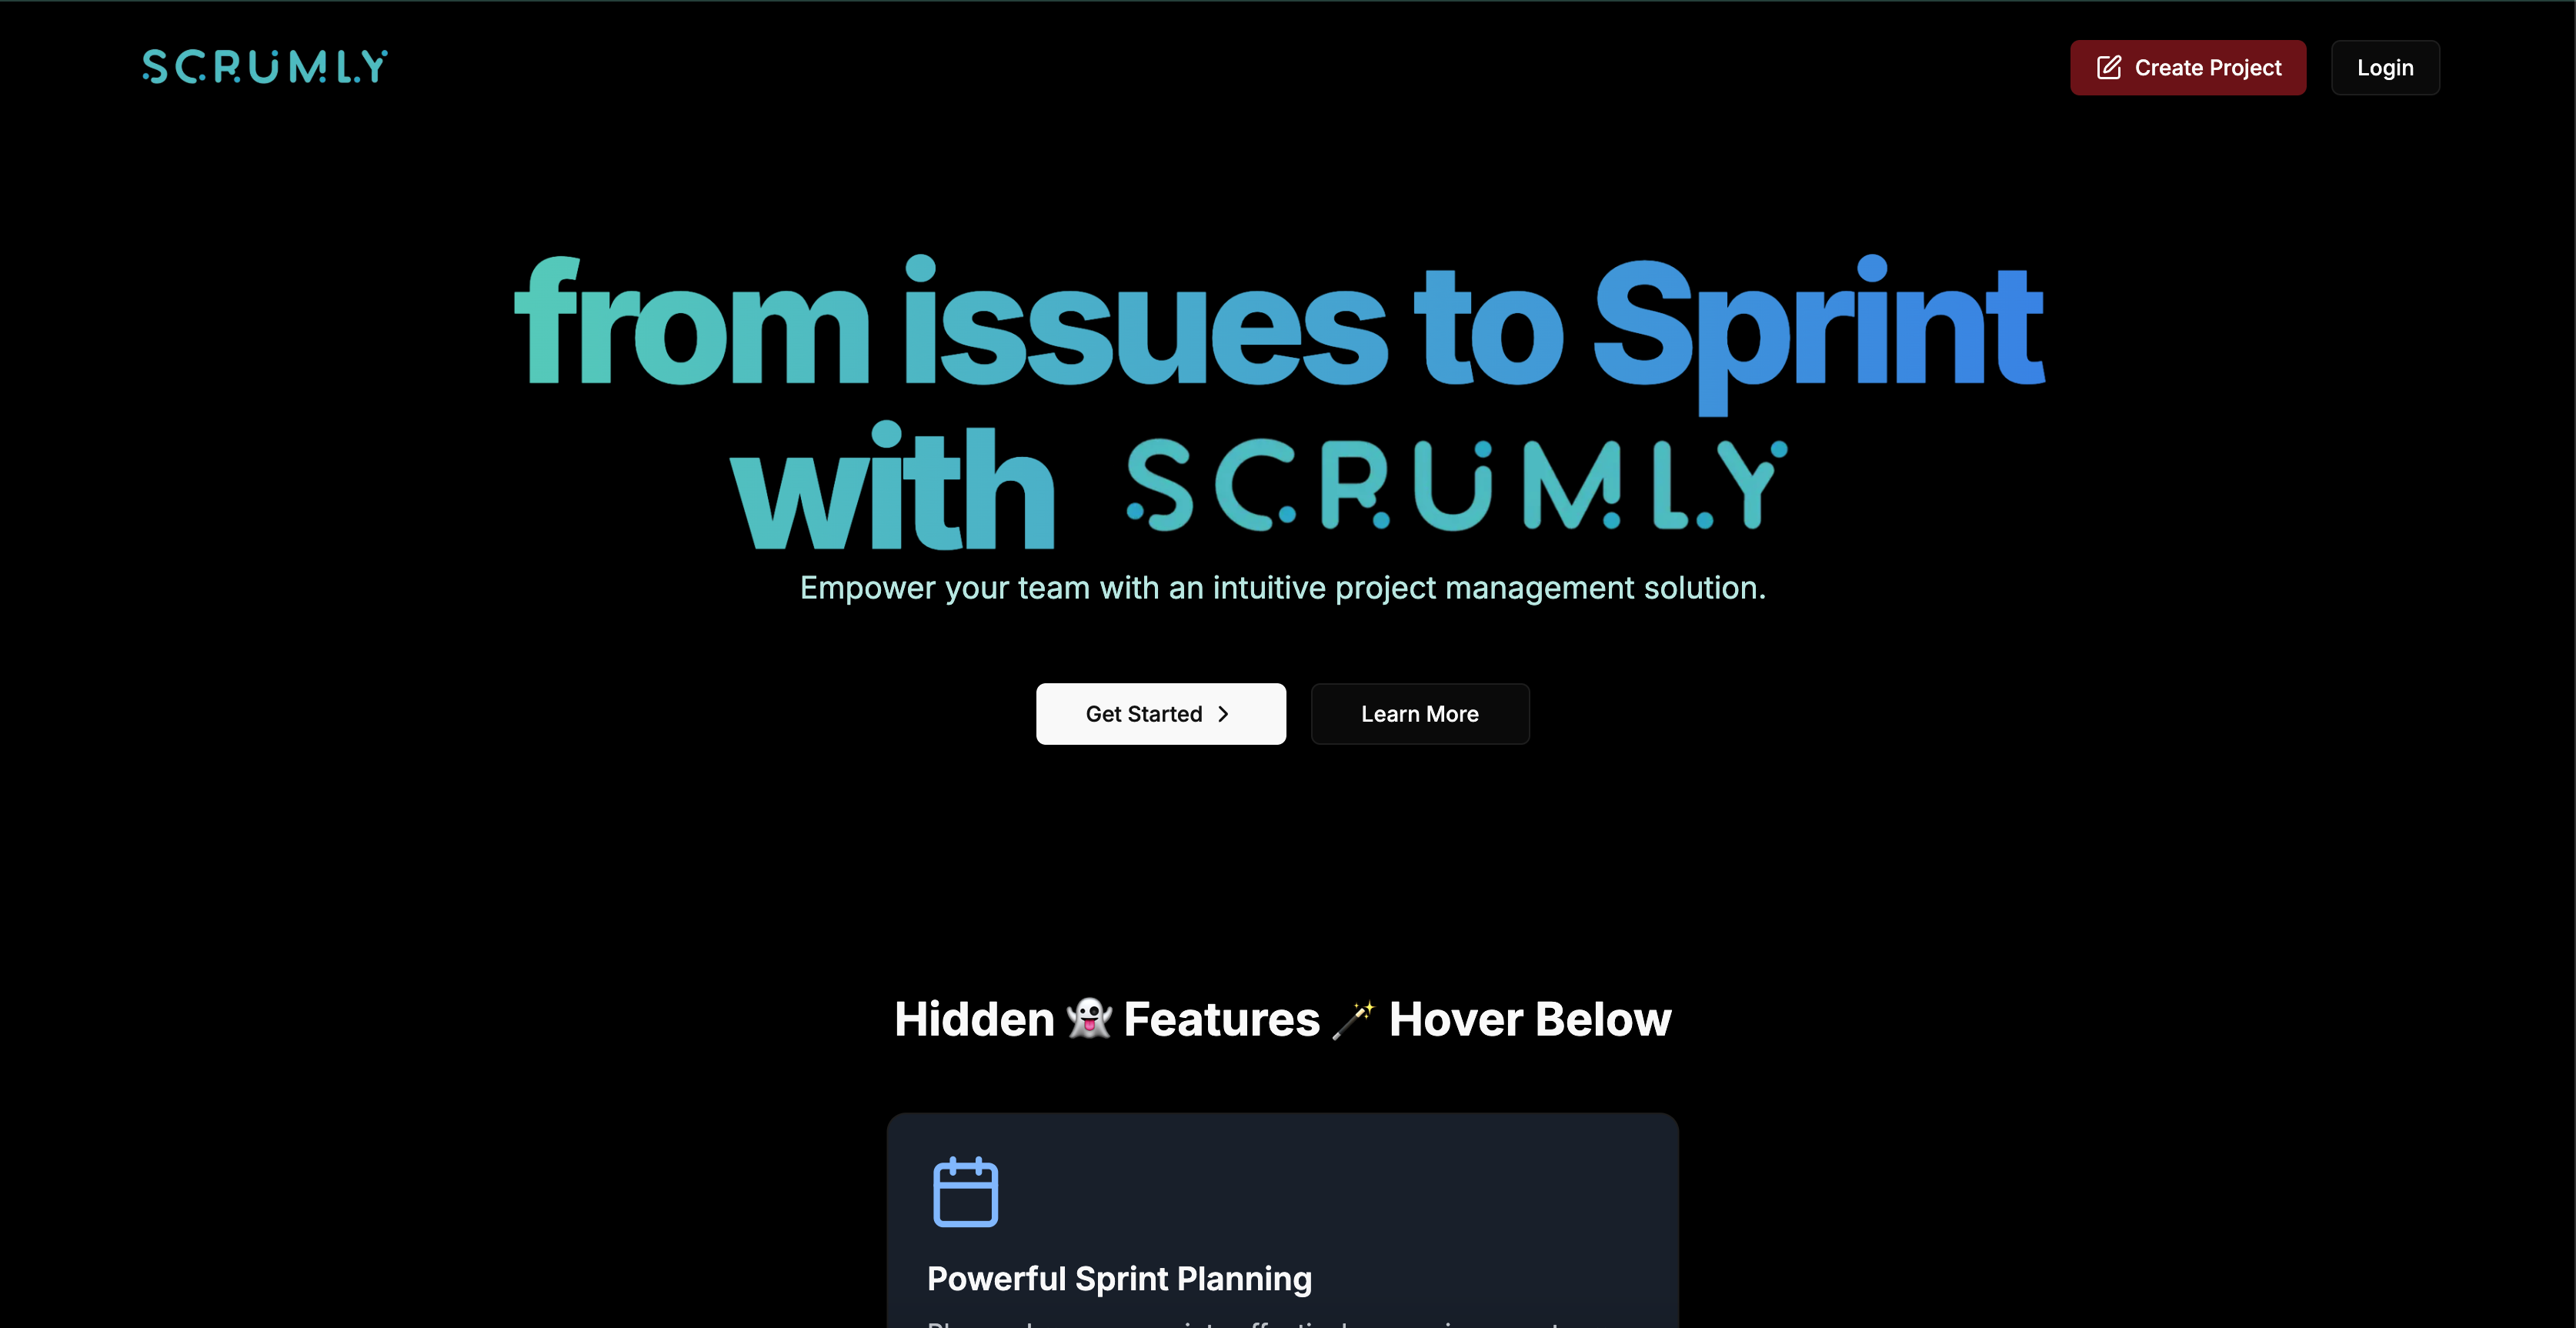 SCRUMLY
Create Project
Login
from issues to Sprint
with SCRUMLY
Empower your team with an intuitive project management solution.
Get Started
Learn More
Hidden 👻 Features 🪄 Hover Below
Powerful Sprint Planning